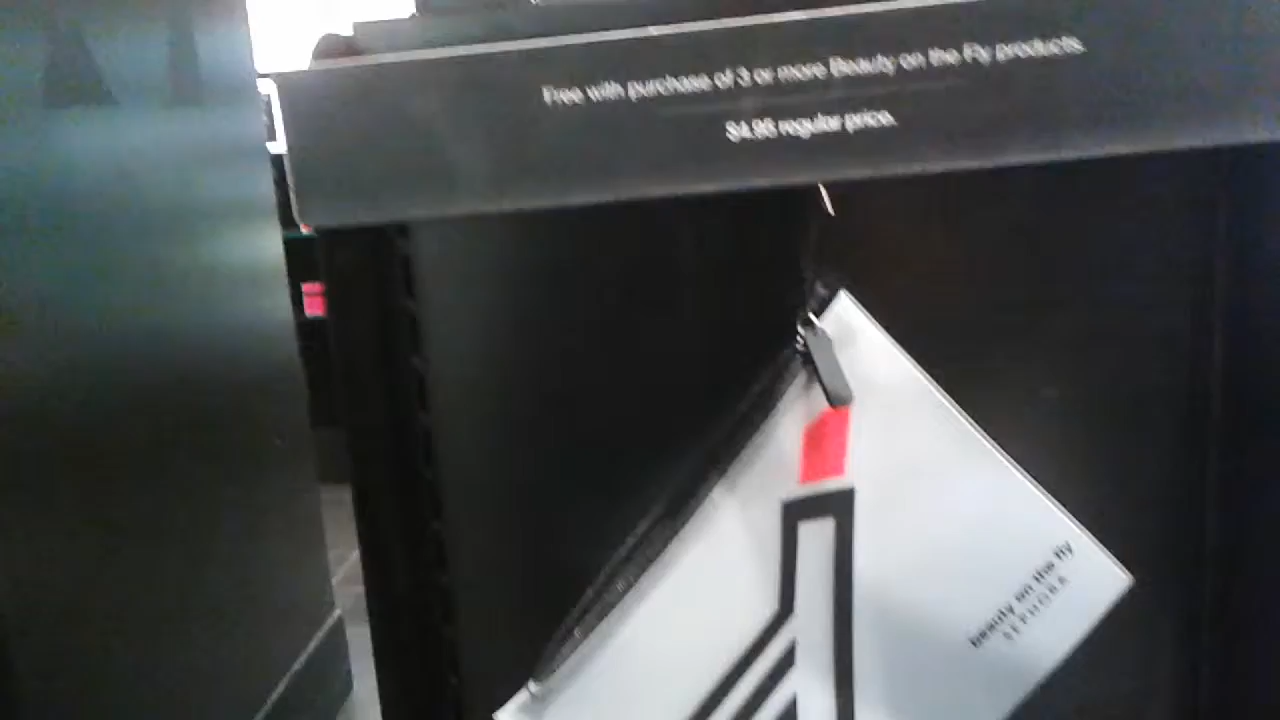 Free with purchase of 3 or more Beauty on the Fly products.
$4.95 regular price.
beauty on the fly
SEPHORA